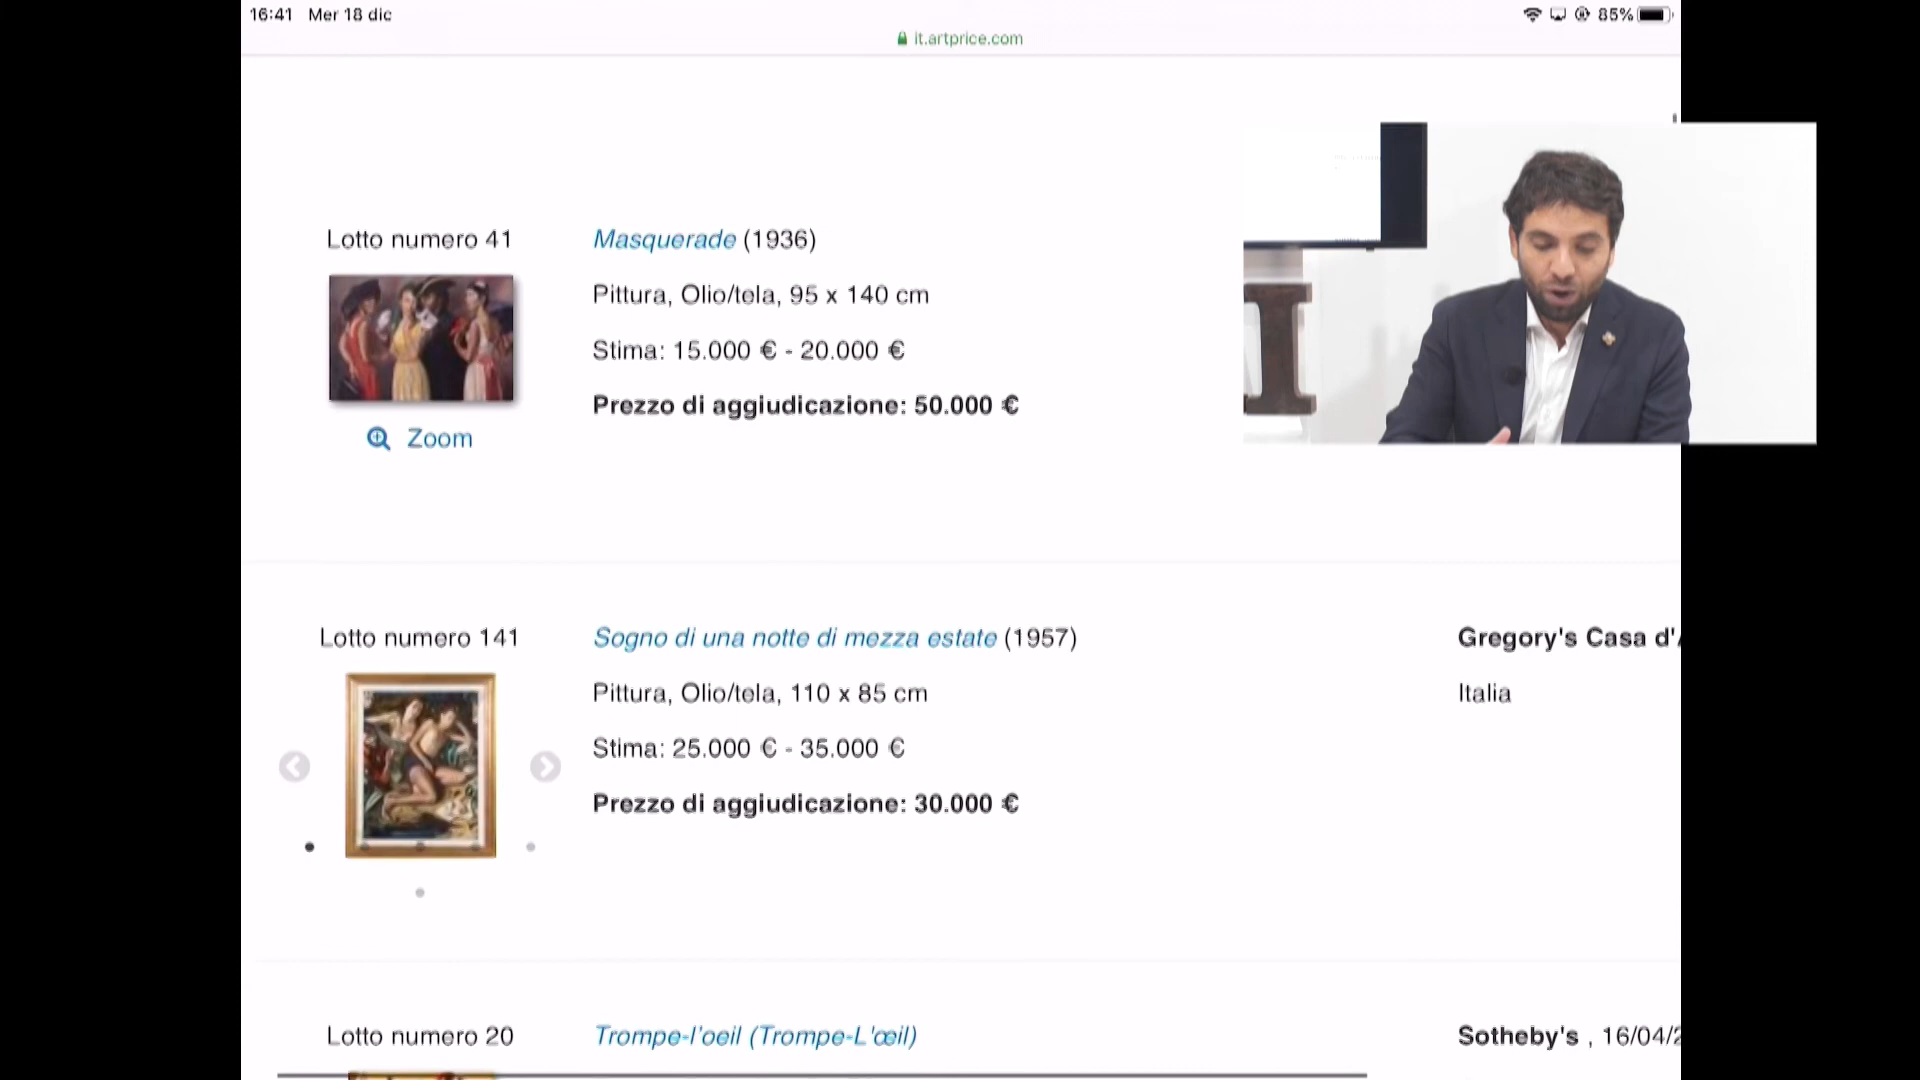 16:41 Mer 18 dic
85%
it.artprice.com
Lotto numero 41
Masquerade (1936)
Pittura, Olio/tela, 95 x 140 cm
Stima: 15.000 € - 20.000 €
Prezzo di aggiudicazione: 50.000 €
Zoom
I
Lotto numero 141
Sogno di una notte di mezza estate (1957)
Gregory's Casa d'
Pittura, Olio/tela, 110 x 85 cm
Italia
Stima: 25.000 € - 35.000 €
Prezzo di aggiudicazione: 30.000 €
Lotto numero 20
Trompe-l'oeil (Trompe-L'œil)
Sotheby's , 16/04/2